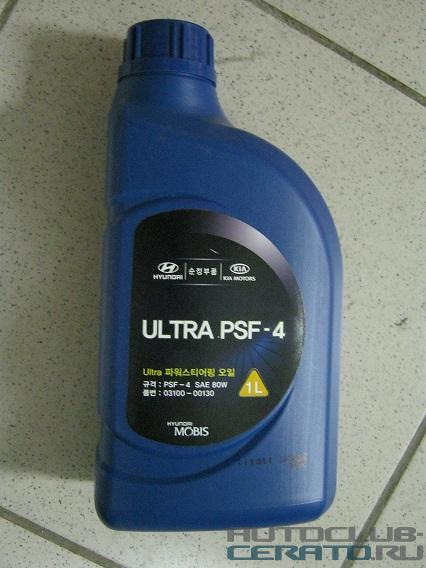 HYUNDAI 순정부품 KIA KIA MOTORS
ULTRA PSF-4
Ultra 파워스티어링 오일
규격 : PSF-4 SAE 80W
품번 : 03100-00130
1L
HYUNDAI
MOBIS
AUTOCLUB-
CERATO.RU